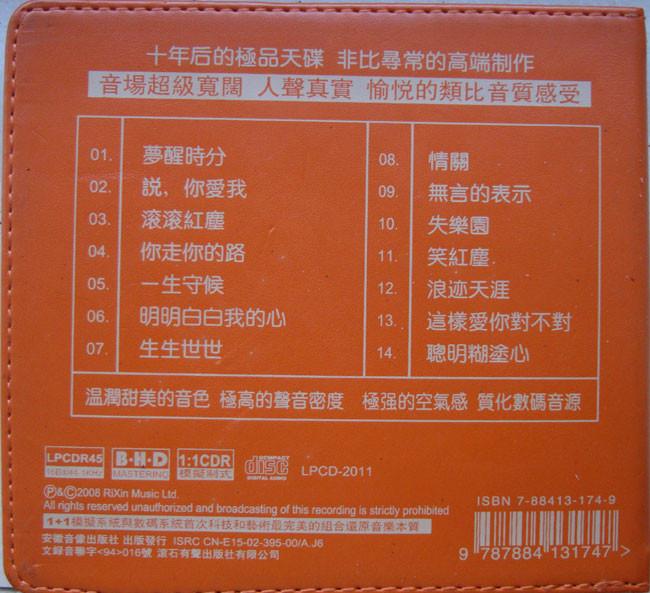 十年后的極品天碟 非比尋常的高端制作
音場超級寬闊 人聲真實 愉悦的類比音質感受
01. 夢醒時分
02. 説、你愛我
03. 滚滚紅塵
04. 你走你的路
05. 一生守候
06. 明明白白我的心
07. 生生世世
08. 情關
09. 無言的表示
10. 失樂園
11. 笑紅塵
12. 浪迹天涯
13. 這樣愛你對不對
14. 聰明糊塗心
温潤甜美的音色 極高的聲音密度 極强的空氣感 質化數碼音源
LPCDR45 B·H·D 1:1CDR COMPACT disc LPCD-2011
16Bit/44.1KHz MASTERING 模擬制式 DIGITAL AUDIO
Ⓟ&©2008 RiXin Music Ltd.
All rights reserved unauthorized and broadcasting of this recording is strictly prohibited
1+1模擬系統與數碼系統首次科技和藝術最完美的組合還原音樂本質
安徽音像出版社 出版發行 ISRC CN-E15-02-395-00/A.J6
文録音聯字<94>016號 滾石有聲出版社有限公司
ISBN 7-88413-174-9
9 787884 131747 >